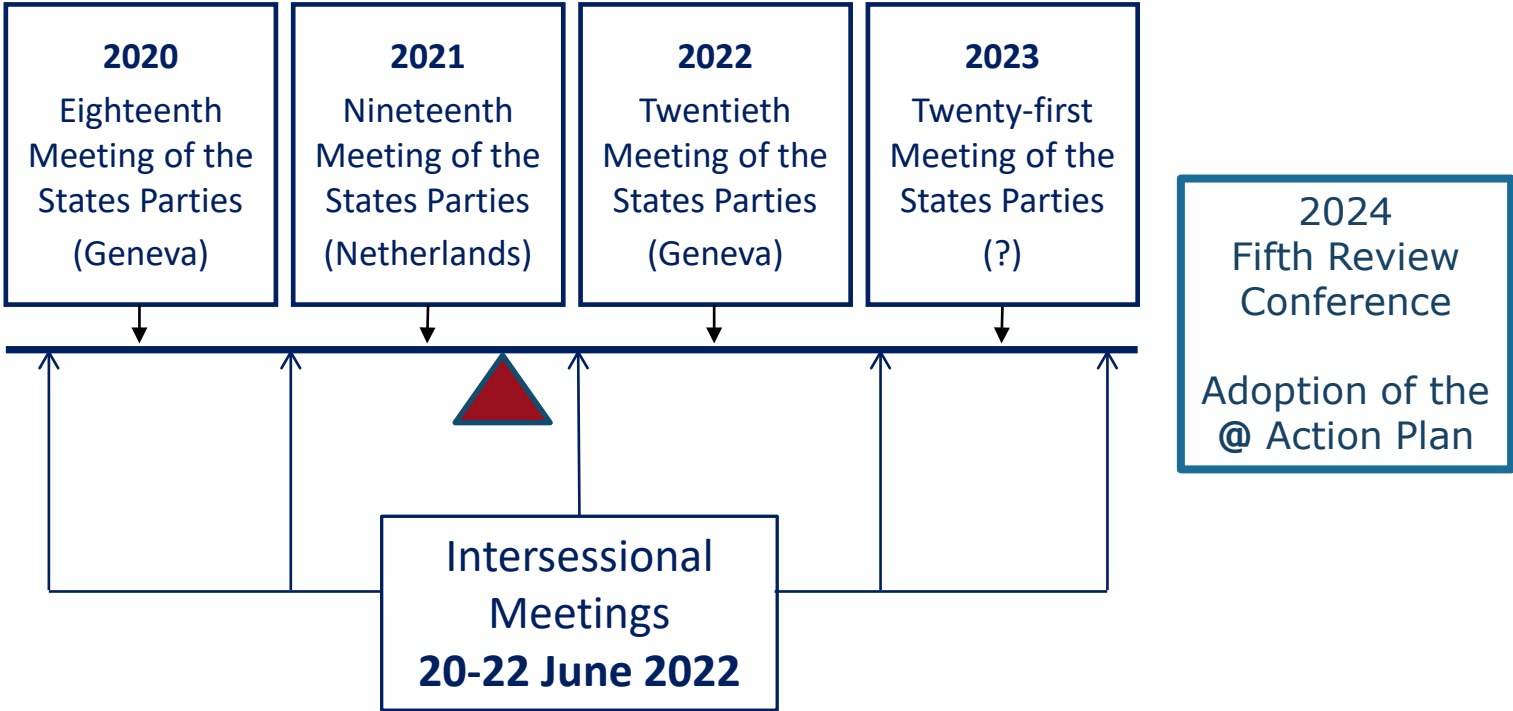 2020
Eighteenth
Meeting of the
States Parties
(Geneva)
2021
Nineteenth
Meeting of the
States Parties
(Netherlands)
2022
Twentieth
Meeting of the
States Parties
(Geneva)
2023
Twenty-first
Meeting of the
States Parties
(?)
2024
Fifth Review
Conference
Adoption of the
@ Action Plan
Intersessional
Meetings
20-22 June 2022